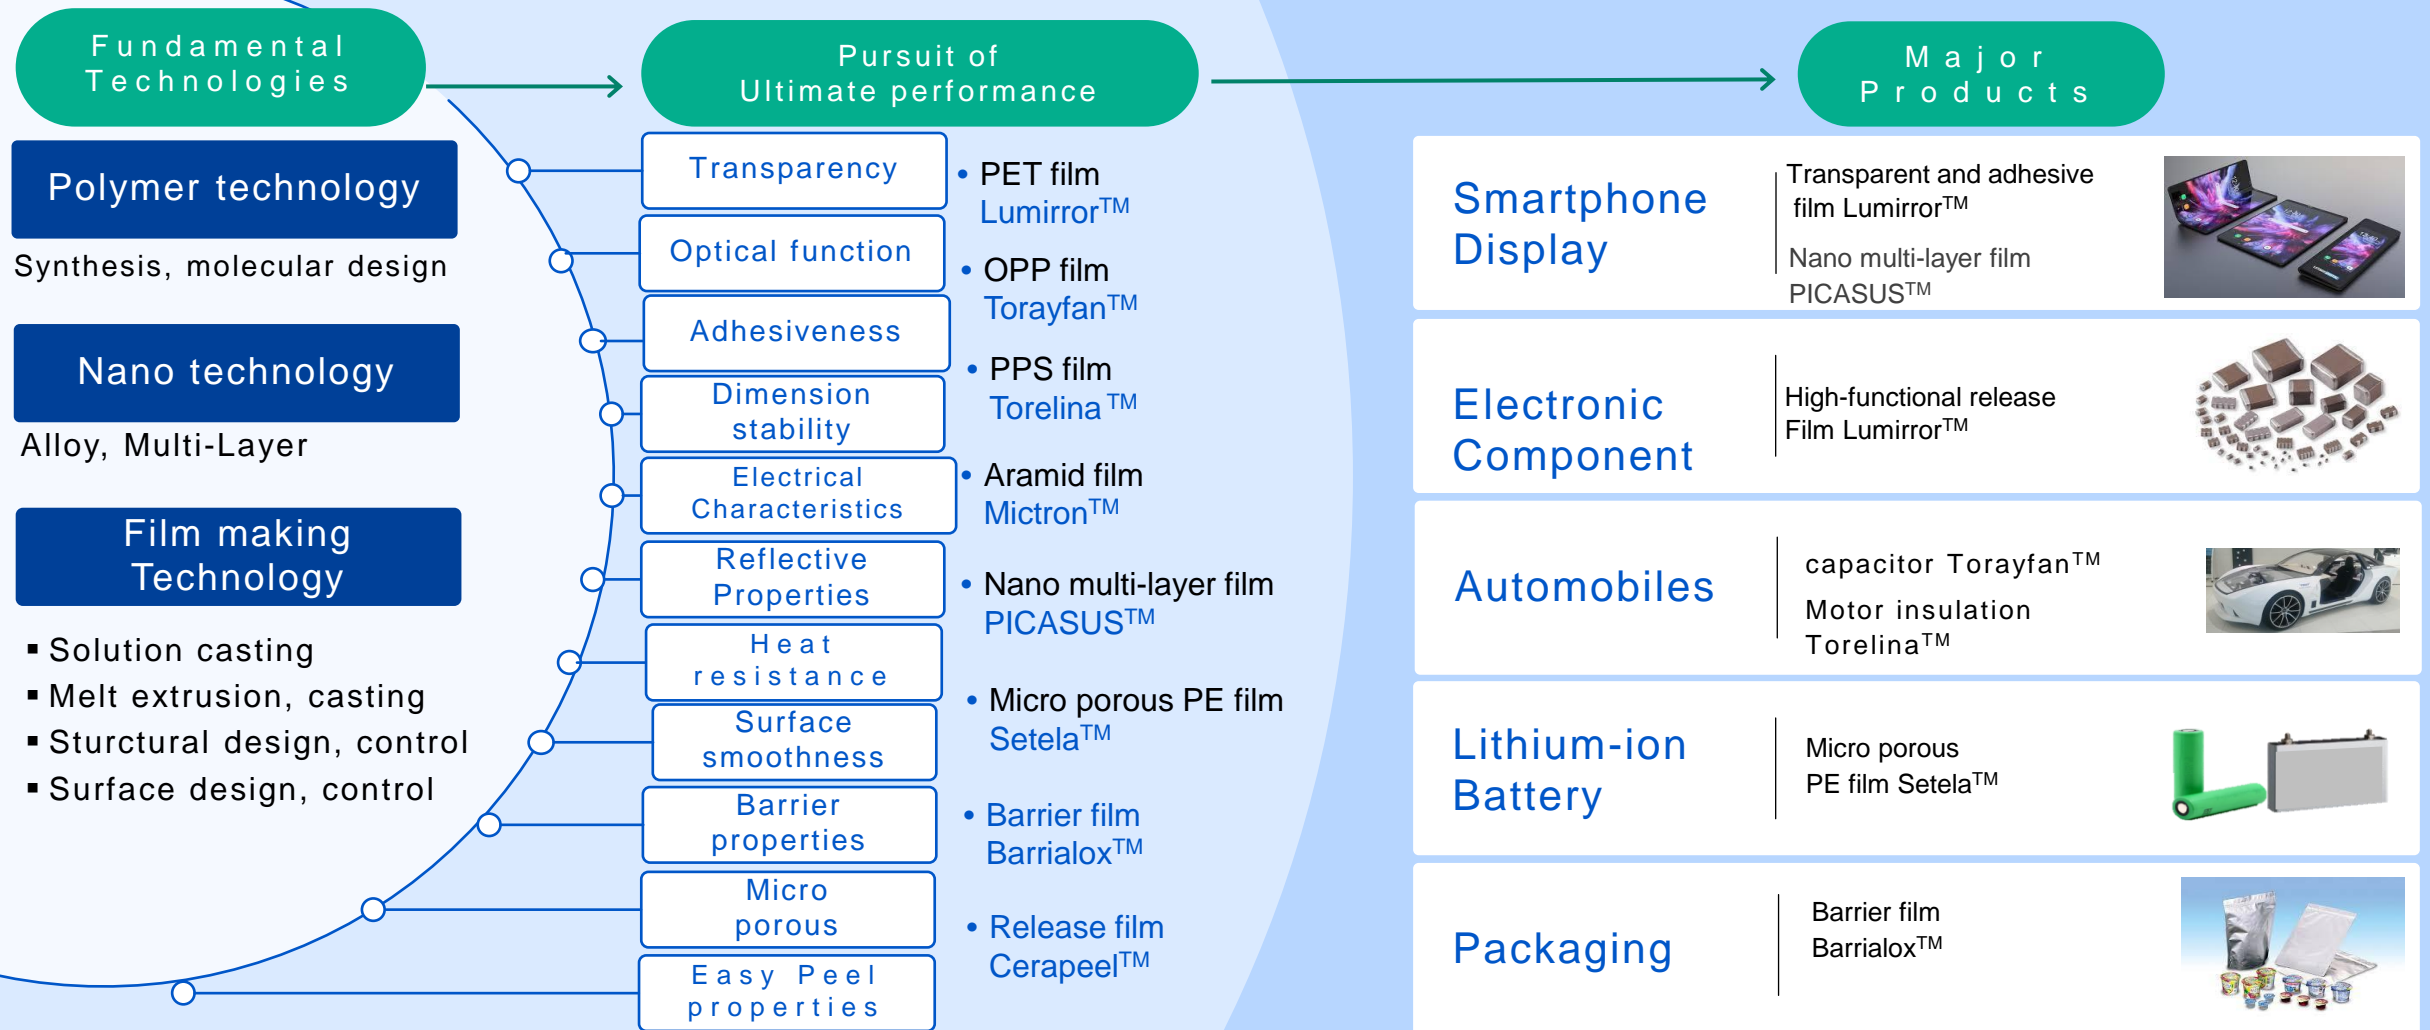 Fundamental
Technologies
Pursuit of
Ultimate performance
Major
Products
Polymer technology
Synthesis, molecular design
Nano technology
Alloy, Multi-Layer
Film making
Technology
▪ Solution casting
▪ Melt extrusion, casting
▪ Sturctural design, control
▪ Surface design, control
Transparency
Optical function
Adhesiveness
Dimension
stability
Electrical
Characteristics
Reflective
Properties
Heat
resistance
Surface
smoothness
Barrier
properties
Micro
porous
Easy Peel
properties
• PET film
Lumirror™
• OPP film
Torayfan™
• PPS film
Torelina™
• Aramid film
Mictron™
• Nano multi-layer film
PICASUS™
• Micro porous PE film
Setela™
• Barrier film
Barrialox™
• Release film
Cerapeel™
Smartphone
Display
Transparent and adhesive
film Lumirror™
Nano multi-layer film
PICASUS™
Electronic
Component
High-functional release
Film Lumirror™
Automobiles
capacitor Torayfan™
Motor insulation
Torelina™
Lithium-ion
Battery
Micro porous
PE film Setela™
Packaging
Barrier film
Barrialox™